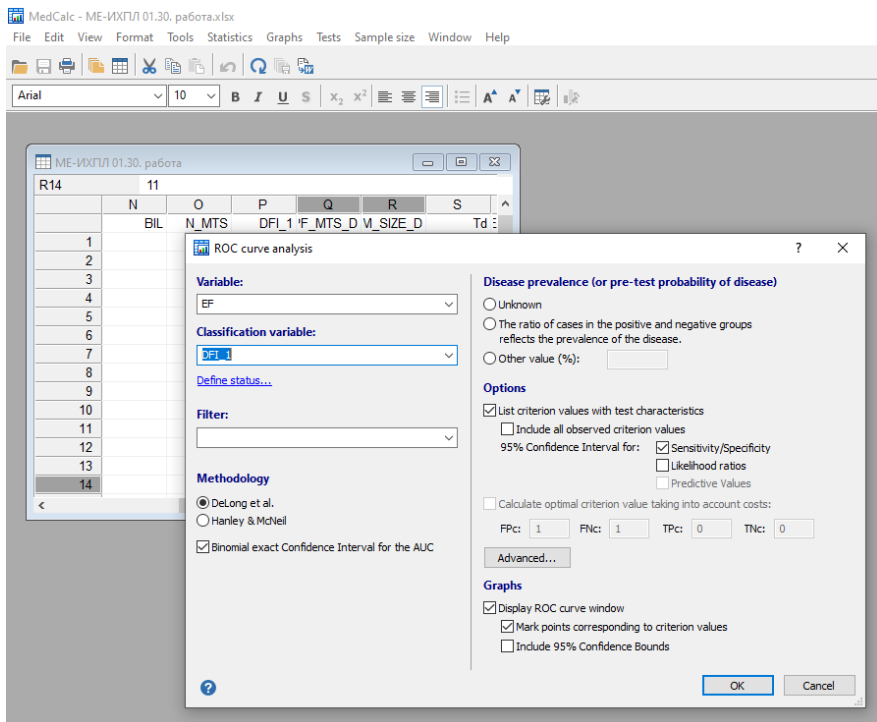 MedCalc - МЕ-ИХПЛ 01.30. работа.xlsx
File Edit View Format Tools Statistics Graphs Tests Sample size Window Help
Arial 10 B I U S x₂ x² A A
МЕ-ИХПЛ 01.30. работа
R14 11
N O P Q R S
BIL N_MTS DFI_1 F_MTS_D M_SIZE_D Td
1
2
3
4
5
6
7
8
9
10
11
12
13
14
ROC curve analysis ?
Variable:
EF
Classification variable:
DFI_1
Define status...
Filter:
Methodology
DeLong et al.
Hanley & McNeil
Binomial exact Confidence Interval for the AUC
Disease prevalence (or pre-test probability of disease)
Unknown
The ratio of cases in the positive and negative groups
reflects the prevalence of the disease.
Other value (%):
Options
List criterion values with test characteristics
Include all observed criterion values
95% Confidence Interval for: Sensitivity/Specificity
Likelihood ratios
Predictive Values
Calculate optimal criterion value taking into account costs:
FPc: 1 FNc: 1 TPc: 0 TNc: 0
Advanced...
Graphs
Display ROC curve window
Mark points corresponding to criterion values
Include 95% Confidence Bounds
?
OK Cancel